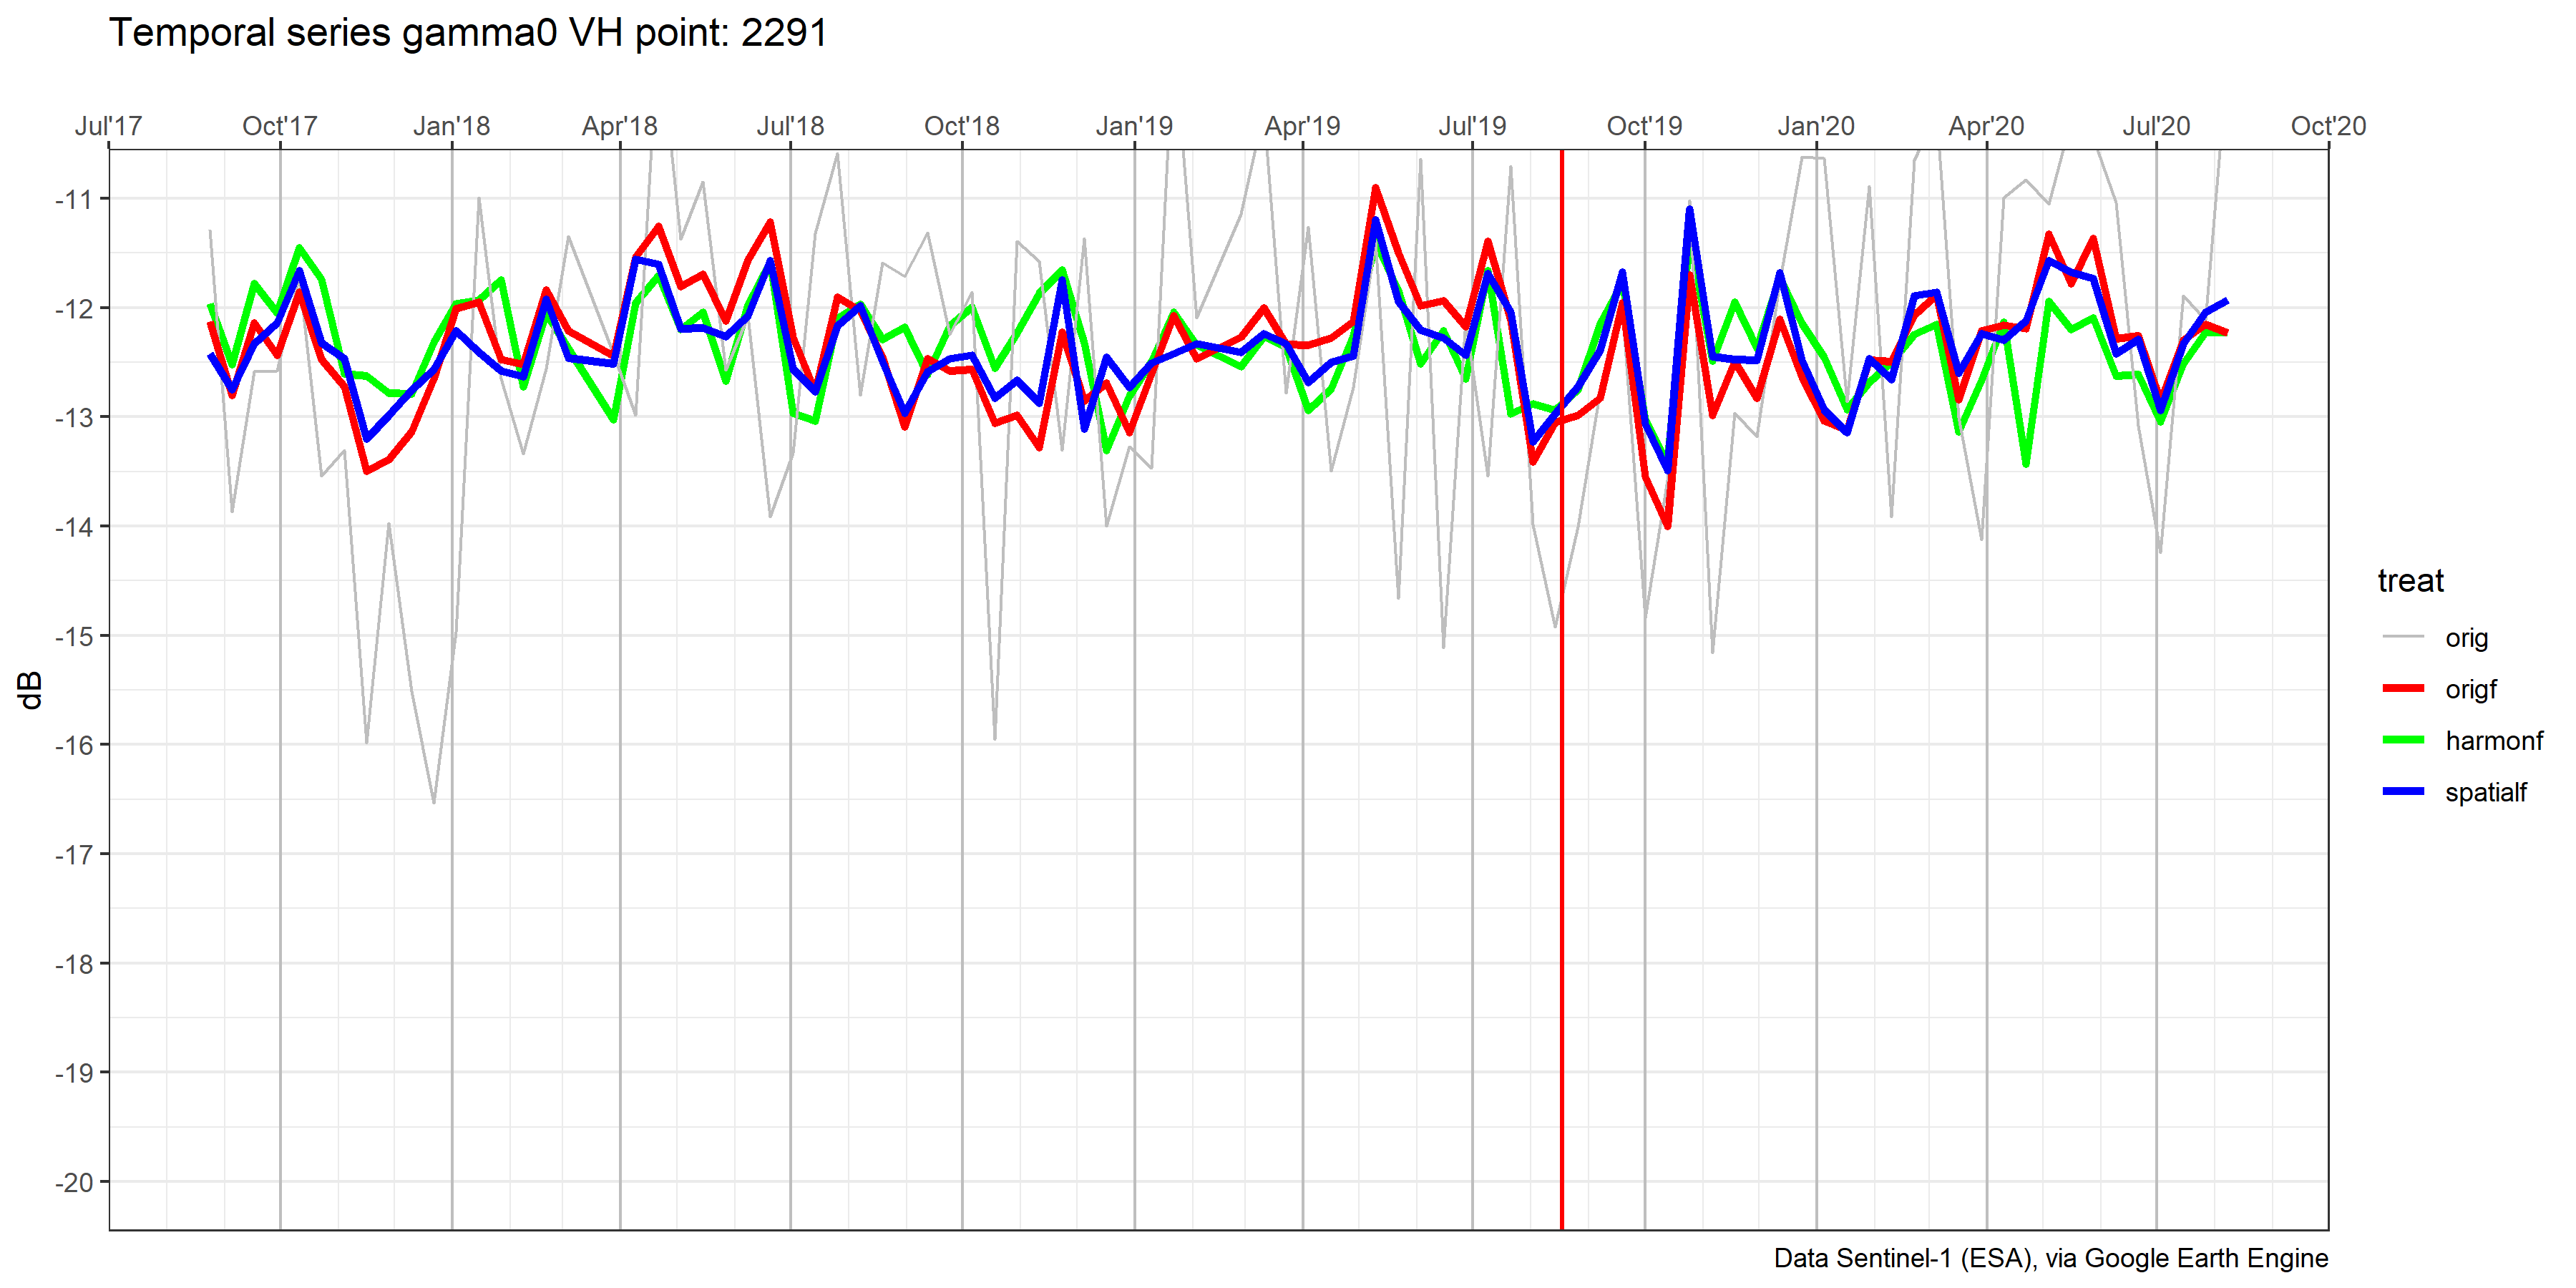 Temporal series gamma0 VH point: 2291
Jul'17 Oct'17 Jan'18 Apr'18 Jul'18 Oct'18 Jan'19 Apr'19 Jul'19 Oct'19 Jan'20 Apr'20 Jul'20 Oct'20
-11
-12
-13
-14
-15
-16
-17
-18
-19
-20
dB
treat
orig
origf
harmonf
spatialf
Data Sentinel-1 (ESA), via Google Earth Engine